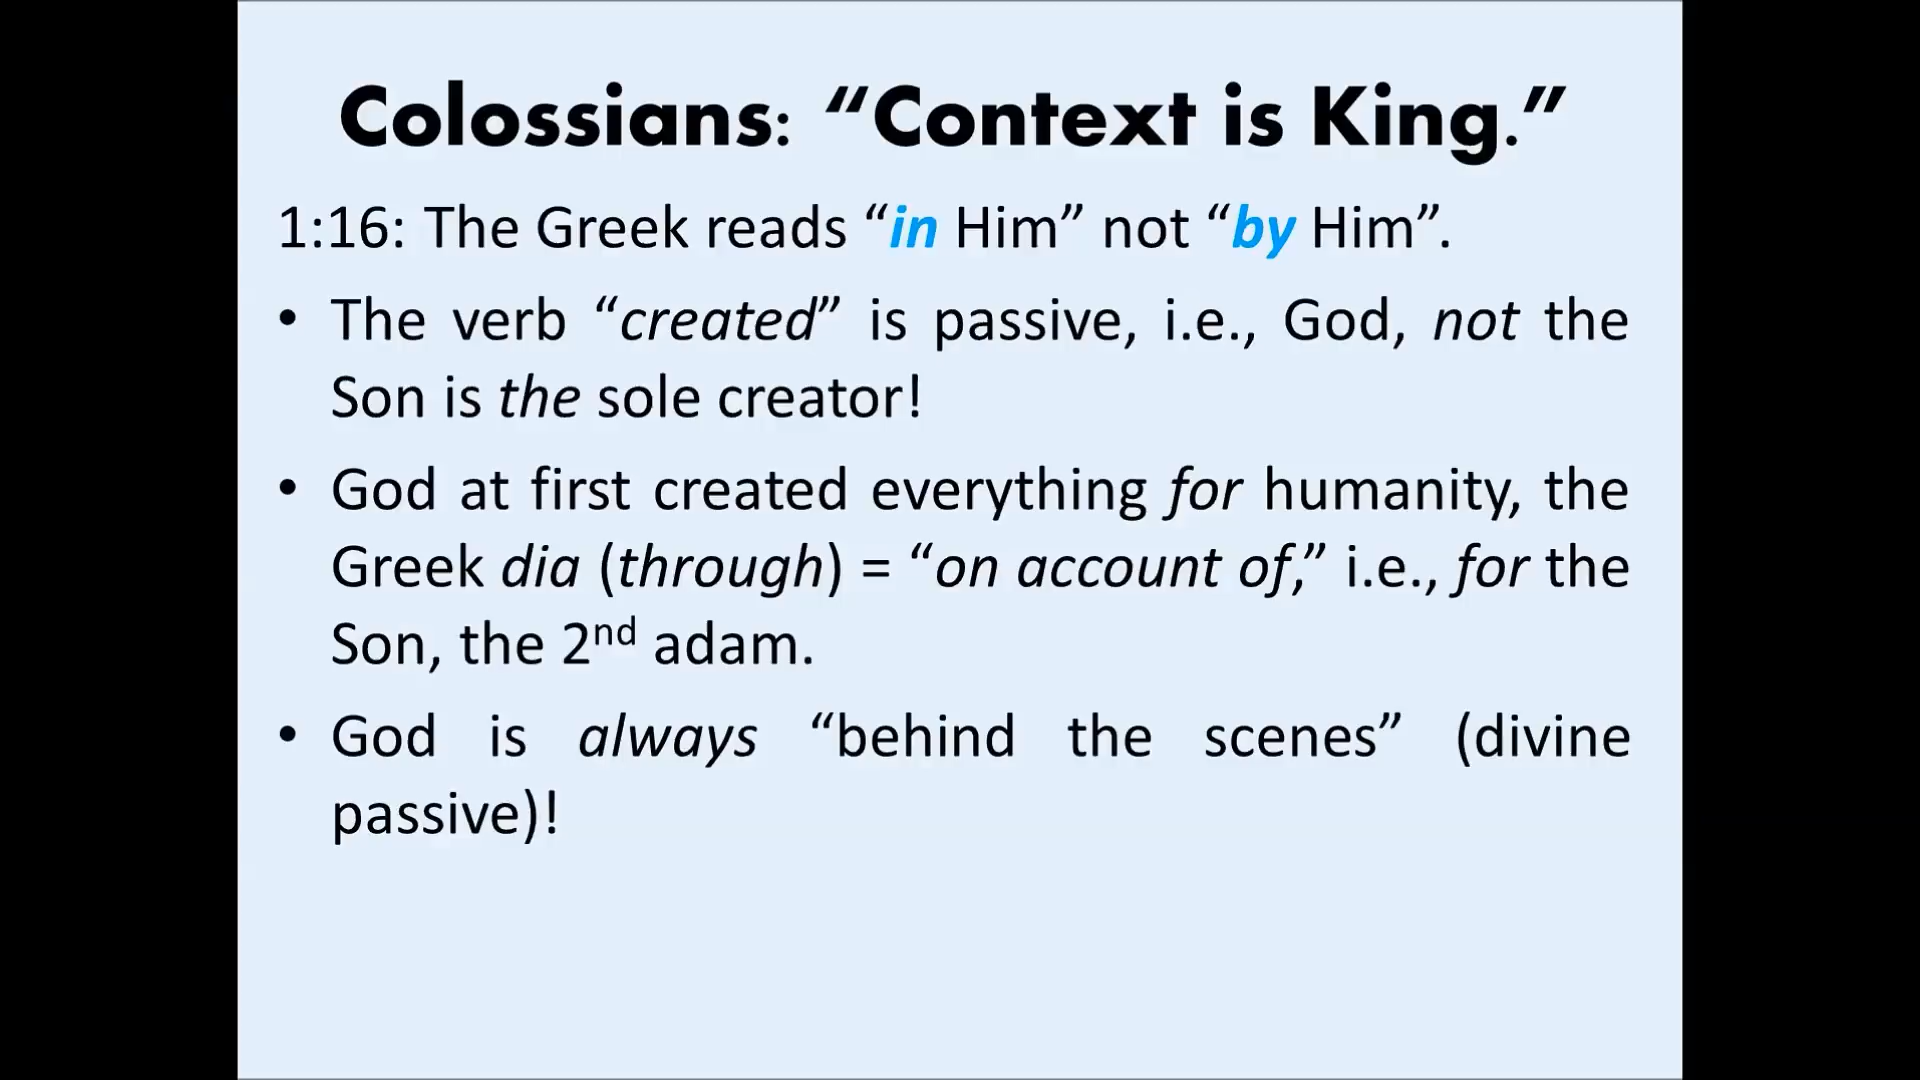 Colossians: “Context is King.”
1:16: The Greek reads “in Him” not “by Him”.
• The verb “created” is passive, i.e., God, not the
Son is the sole creator!
• God at first created everything for humanity, the
Greek dia (through) = “on account of,” i.e., for the
Son, the 2nd adam.
• God is always “behind the scenes” (divine
passive)!